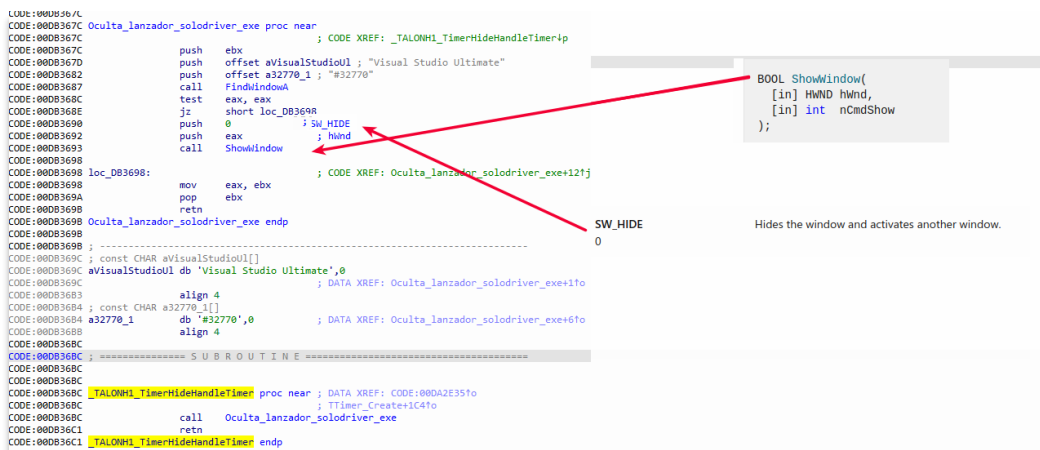 CODE:00DB367C
CODE:00DB367C Oculta_lanzador_solodriver_exe proc near
CODE:00DB367C ; CODE XREF: _TALONH1_TimerHideHandleTimer↓p
CODE:00DB367C push ebx
CODE:00DB367D push offset aVisualStudioUl ; "Visual Studio Ultimate"
CODE:00DB3682 push offset a32770_1 ; "#32770"
CODE:00DB3687 call FindWindowA
CODE:00DB368C test eax, eax
CODE:00DB368E jz short loc_DB3698
CODE:00DB3690 push 0 ; SW_HIDE
CODE:00DB3692 push eax ; hWnd
CODE:00DB3693 call ShowWindow
CODE:00DB3698
CODE:00DB3698 loc_DB3698: ; CODE XREF: Oculta_lanzador_solodriver_exe+12↑j
CODE:00DB3698 mov eax, ebx
CODE:00DB369A pop ebx
CODE:00DB369B retn
CODE:00DB369B Oculta_lanzador_solodriver_exe endp
CODE:00DB369B
CODE:00DB369B ; ---------------------------------------------------------------------------
CODE:00DB369C ; const CHAR aVisualStudioUl[]
CODE:00DB369C aVisualStudioUl db 'Visual Studio Ultimate',0
CODE:00DB369C ; DATA XREF: Oculta_lanzador_solodriver_exe+1↑o
CODE:00DB36B3 align 4
CODE:00DB36B4 ; const CHAR a32770_1[]
CODE:00DB36B4 a32770_1 db '#32770',0 ; DATA XREF: Oculta_lanzador_solodriver_exe+6↑o
CODE:00DB36BB align 4
CODE:00DB36BC
CODE:00DB36BC ; =============== S U B R O U T I N E =======================================
CODE:00DB36BC
CODE:00DB36BC
CODE:00DB36BC _TALONH1_TimerHideHandleTimer proc near ; DATA XREF: CODE:00DA2E35↑o
CODE:00DB36BC ; TTimer_Create+1C4↑o
CODE:00DB36BC call Oculta_lanzador_solodriver_exe
CODE:00DB36C1 retn
CODE:00DB36C1 _TALONH1_TimerHideHandleTimer endp
BOOL ShowWindow(
[in] HWND hWnd,
[in] int nCmdShow
);
SW_HIDE Hides the window and activates another window.
0